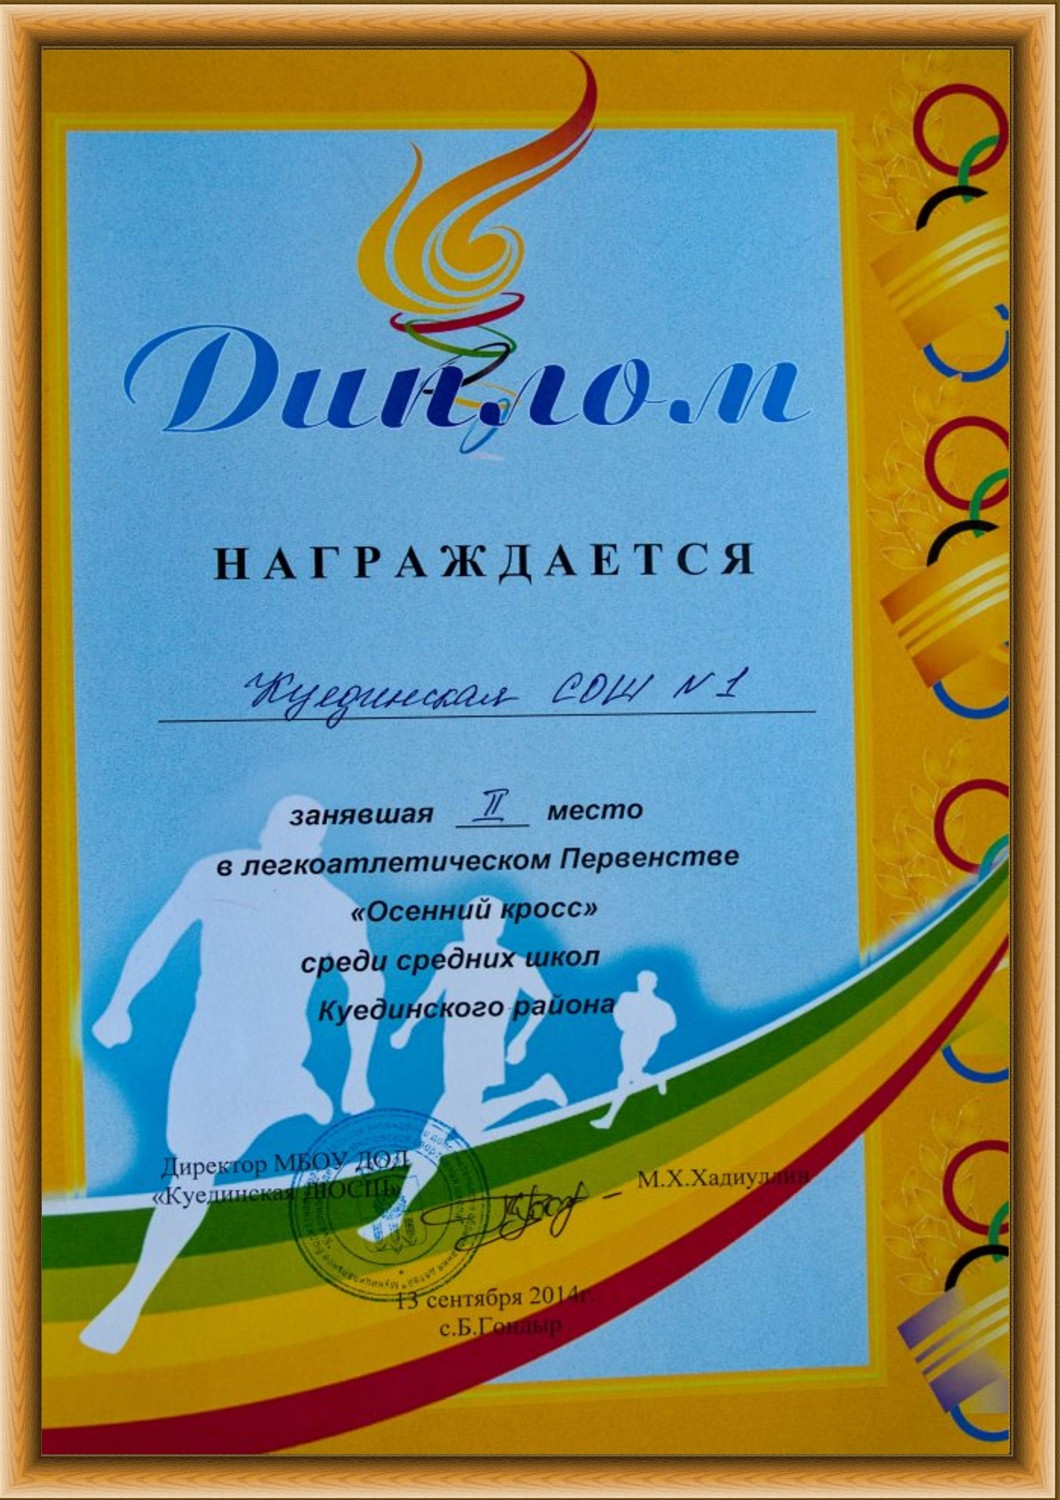 Диплом
НАГРАЖДАЕТСЯ
Куединская СОШ N 1
занявшая II место
в легкоатлетическом Первенстве
«Осенний кросс»
среди средних школ
Куединского района
Директор МБОУ ДОД
«Куединская ДЮСШ»
М.Х.Хадиуллин
13 сентября 2014г.
с.Б.Гондыр